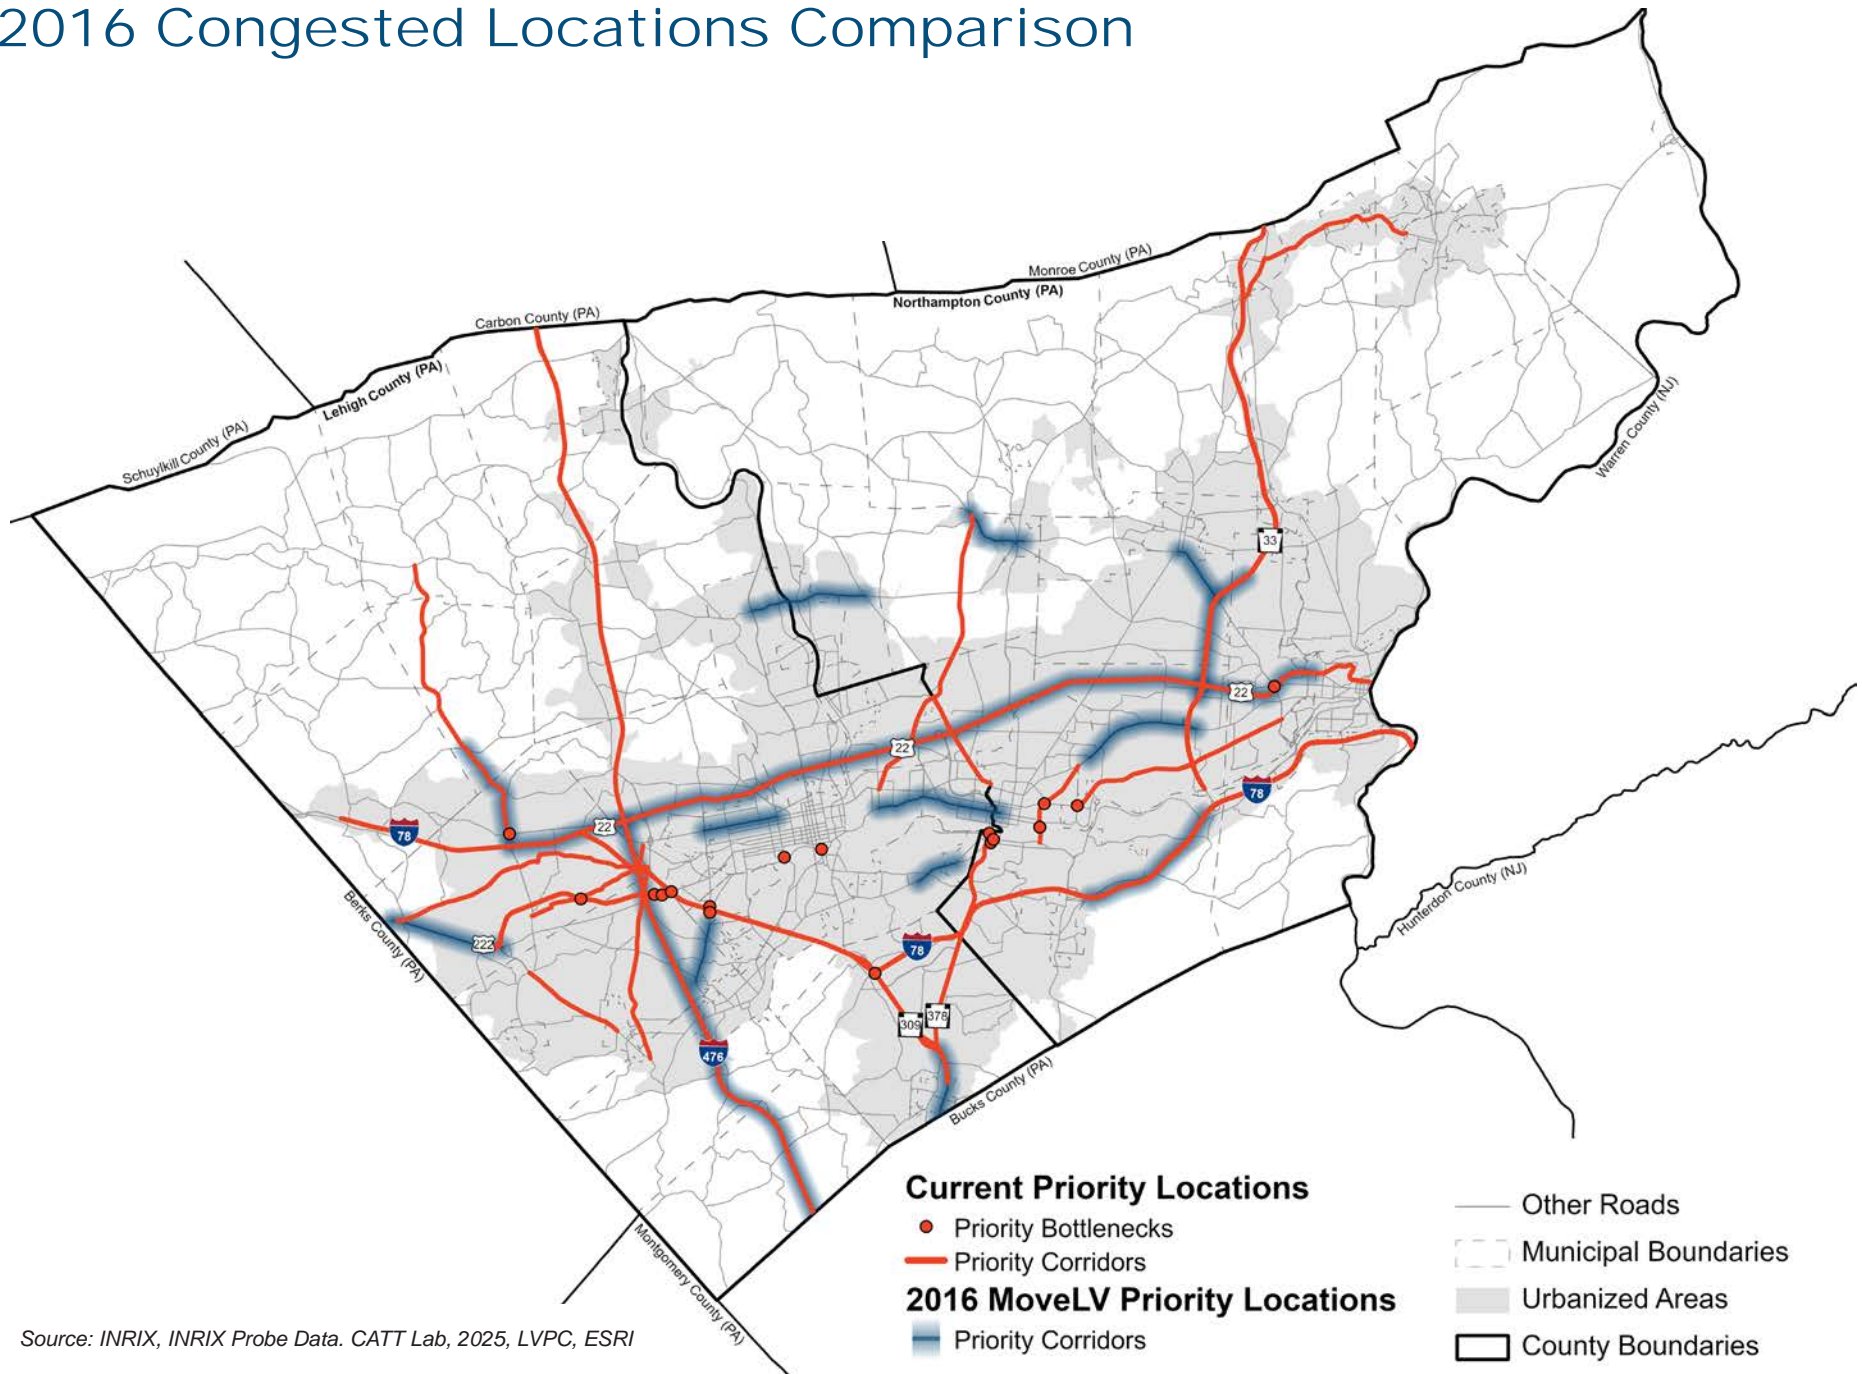 2016 Congested Locations Comparison
Monroe County (PA)
Northampton County (PA)
Carbon County (PA)
Lehigh County (PA)
Schuylkill County (PA)
Warren County (NJ)
33
22
22
22
78
78
222
78
309
378
476
Berks County (PA)
Hunterdon County (NJ)
Bucks County (PA)
Montgomery County (PA)
Current Priority Locations
Priority Bottlenecks
Priority Corridors
2016 MoveLV Priority Locations
Priority Corridors
Other Roads
Municipal Boundaries
Urbanized Areas
County Boundaries
Source: INRIX, INRIX Probe Data. CATT Lab, 2025, LVPC, ESRI